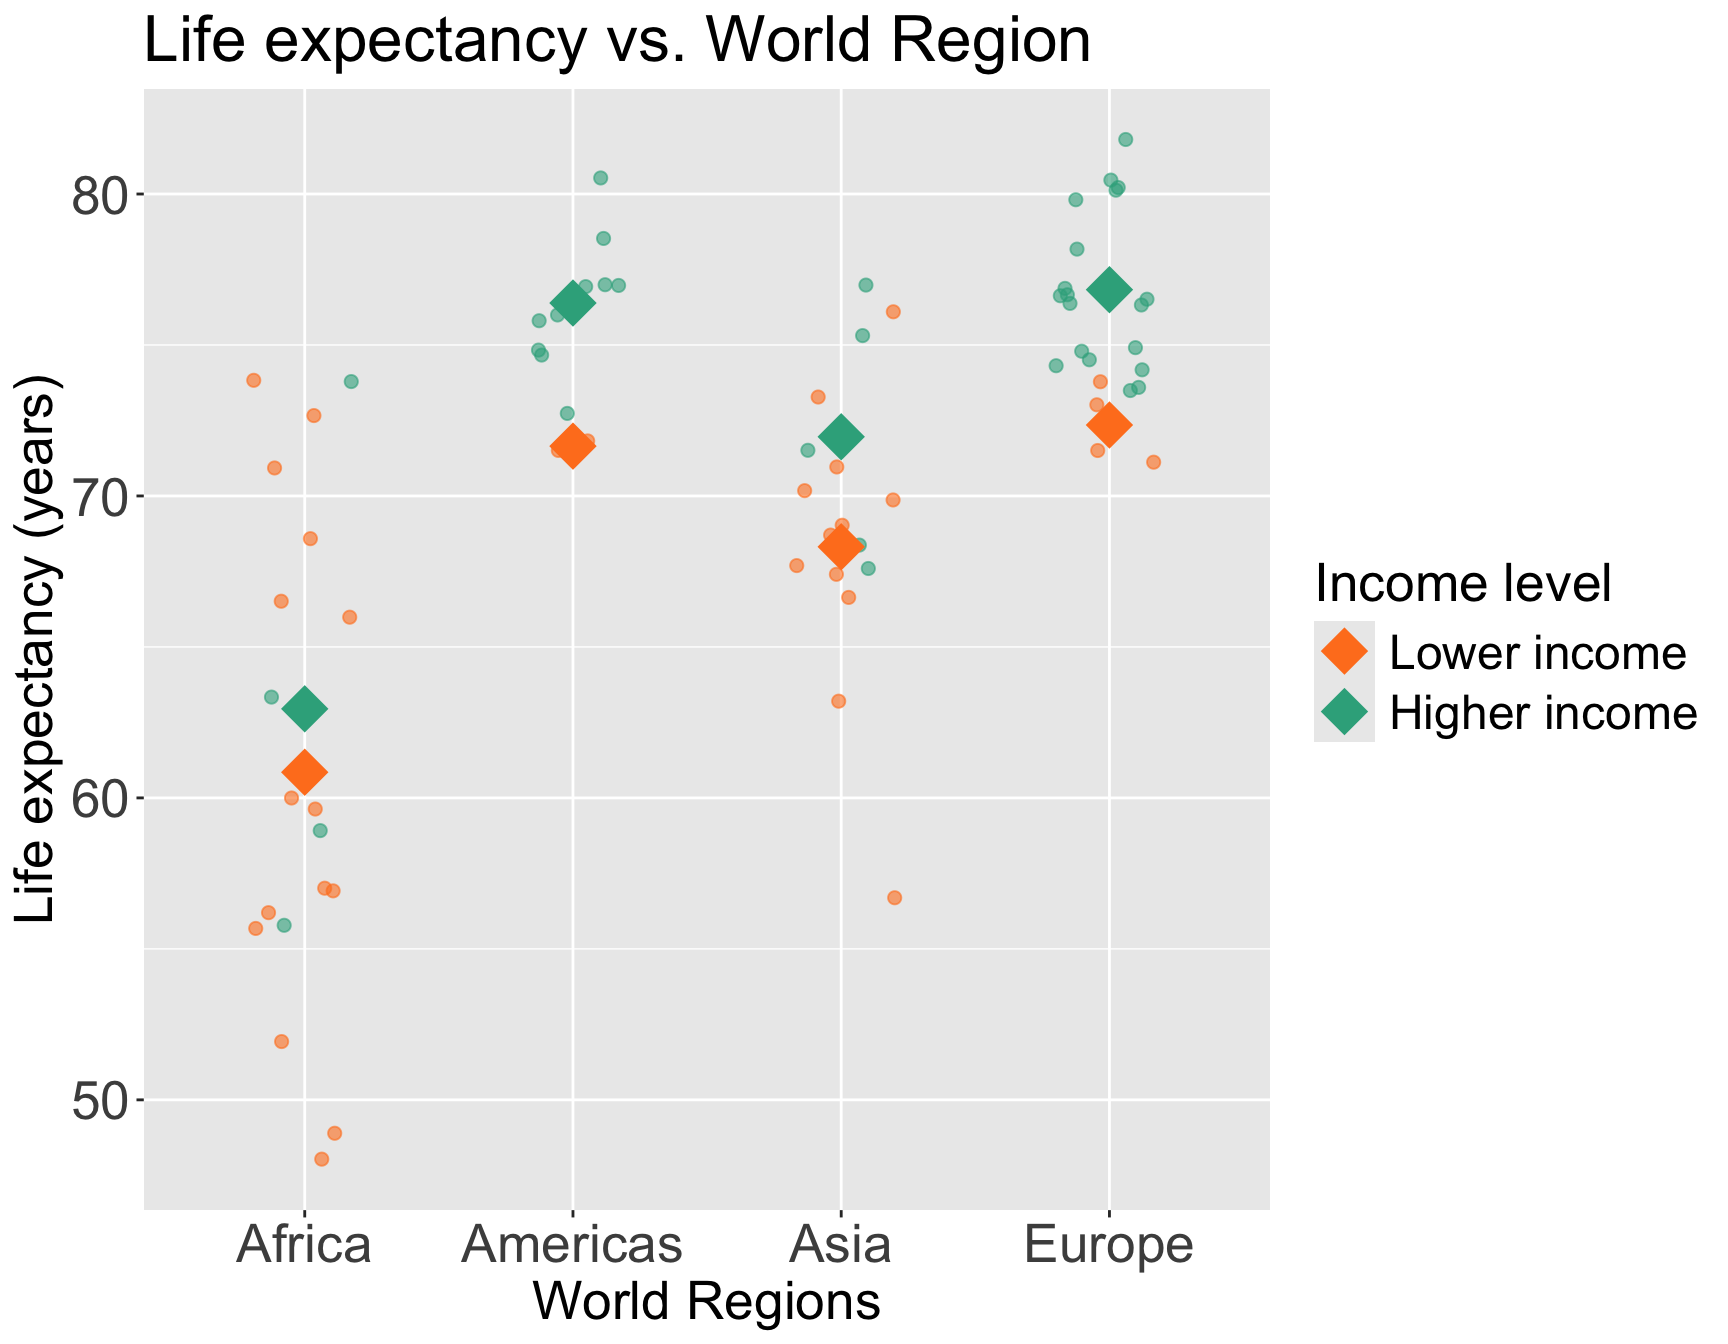 Life expectancy vs. World Region
Life expectancy (years)
80
70
60
50
Africa
Americas
Asia
Europe
World Regions
Income level
Lower income
Higher income